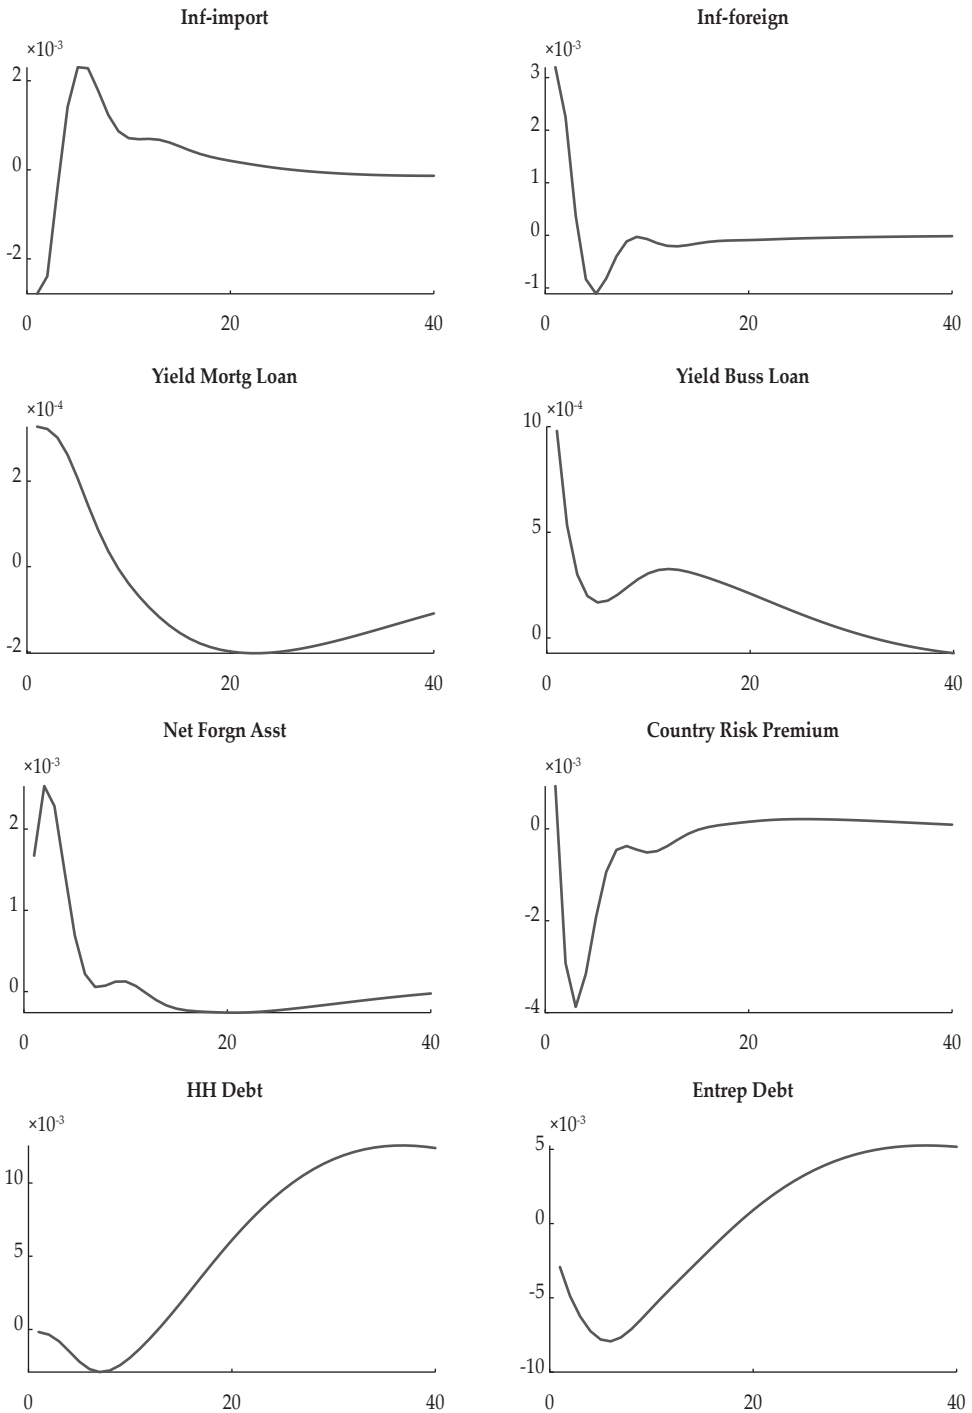 Inf-import
×10-3
2
0
-2
0 20 40
Inf-foreign
×10-3
3
2
1
0
-1
0 20 40
Yield Mortg Loan
×10-4
2
0
-2
0 20 40
Yield Buss Loan
10 ×10-4
5
0
0 20 40
Net Forgn Asst
×10-3
2
1
0
0 20 40
Country Risk Premium
×10-3
0
-2
-4
0 20 40
HH Debt
×10-3
10
5
0
0 20 40
Entrep Debt
×10-3
5
0
-5
-10
0 20 40